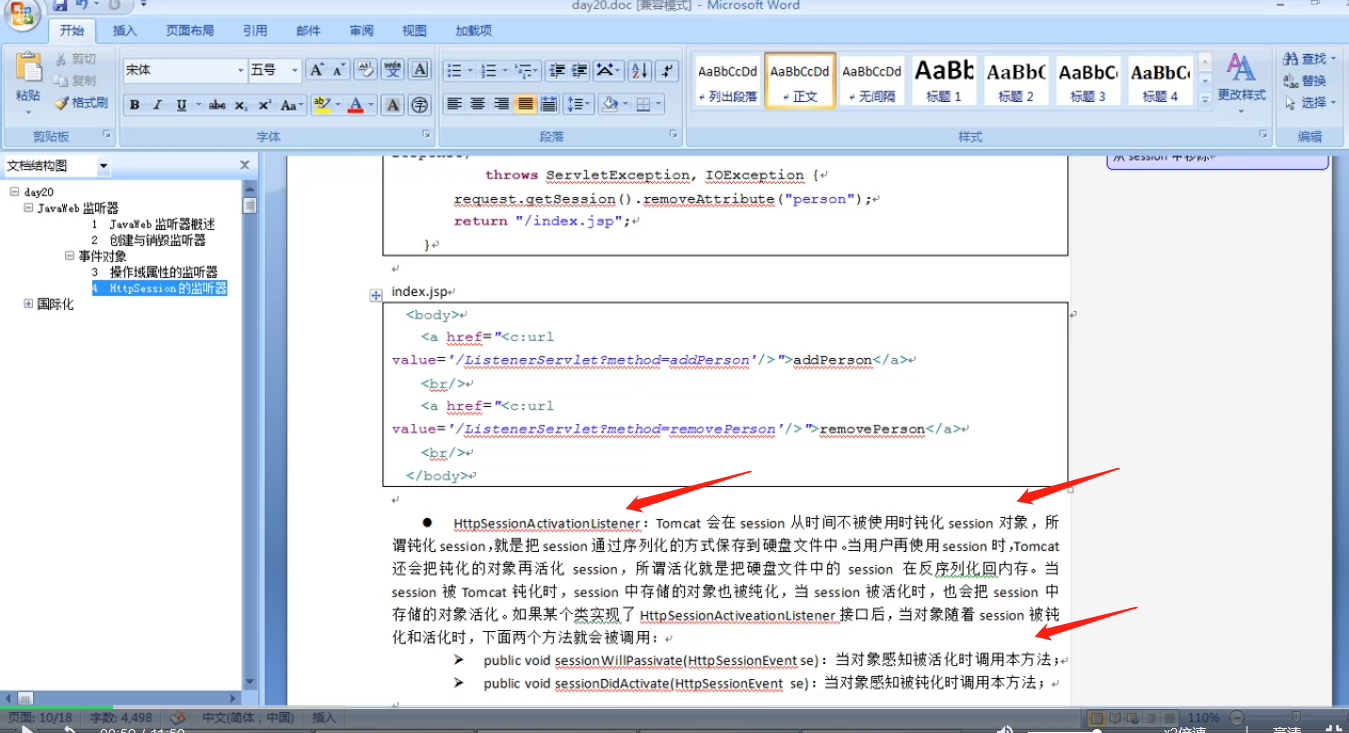 day20.doc [兼容模式] - Microsoft Word
开始 插入 页面布局 引用 邮件 审阅 视图 加载项
粘贴
剪切
复制
格式刷
剪贴板
宋体 五号
字体
段落
AaBbCcDd 列出段落
AaBbCcDd 正文
AaBbCcDd 无间隔
AaBb 标题 1
AaBb( 标题 2
AaBbC 标题 3
AaBbC 标题 4
更改样式
样式
查找
替换
选择
编辑
文档结构图
day20
JavaWeb 监听器
1 JavaWeb 监听器概述
2 创建与销毁监听器
事件对象
3 操作域属性的监听器
4 HttpSession 的监听器
国际化
从 session 中移除
throws ServletException, IOException {
request.getSession().removeAttribute("person");
return "/index.jsp";
}
index.jsp
<body>
<a href="<c:url
value='/ListenerServlet?method=addPerson'/>">addPerson</a>
<br/>
<a href="<c:url
value='/ListenerServlet?method=removePerson'/>">removePerson</a>
<br/>
</body>
● HttpSessionActivationListener：Tomcat 会在 session 从时间不被使用时钝化 session 对象，所
谓钝化 session，就是把 session 通过序列化的方式保存到硬盘文件中。当用户再使用 session 时，Tomcat
还会把钝化的对象再活化 session，所谓活化就是把硬盘文件中的 session 在反序列化回内存。当
session 被 Tomcat 钝化时，session 中存储的对象也被纯化，当 session 被活化时，也会把 session 中
存储的对象活化。如果某个类实现了 HttpSessionActiveationListener 接口后，当对象随着 session 被钝
化和活化时，下面两个方法就会被调用：
➢ public void sessionWillPassivate(HttpSessionEvent se)：当对象感知被活化时调用本方法；
➢ public void sessionDidActivate(HttpSessionEvent se)：当对象感知被钝化时调用本方法；
页面: 10/18 字数: 4,498 中文(简体，中国) 插入 110%
x2倍速 高清